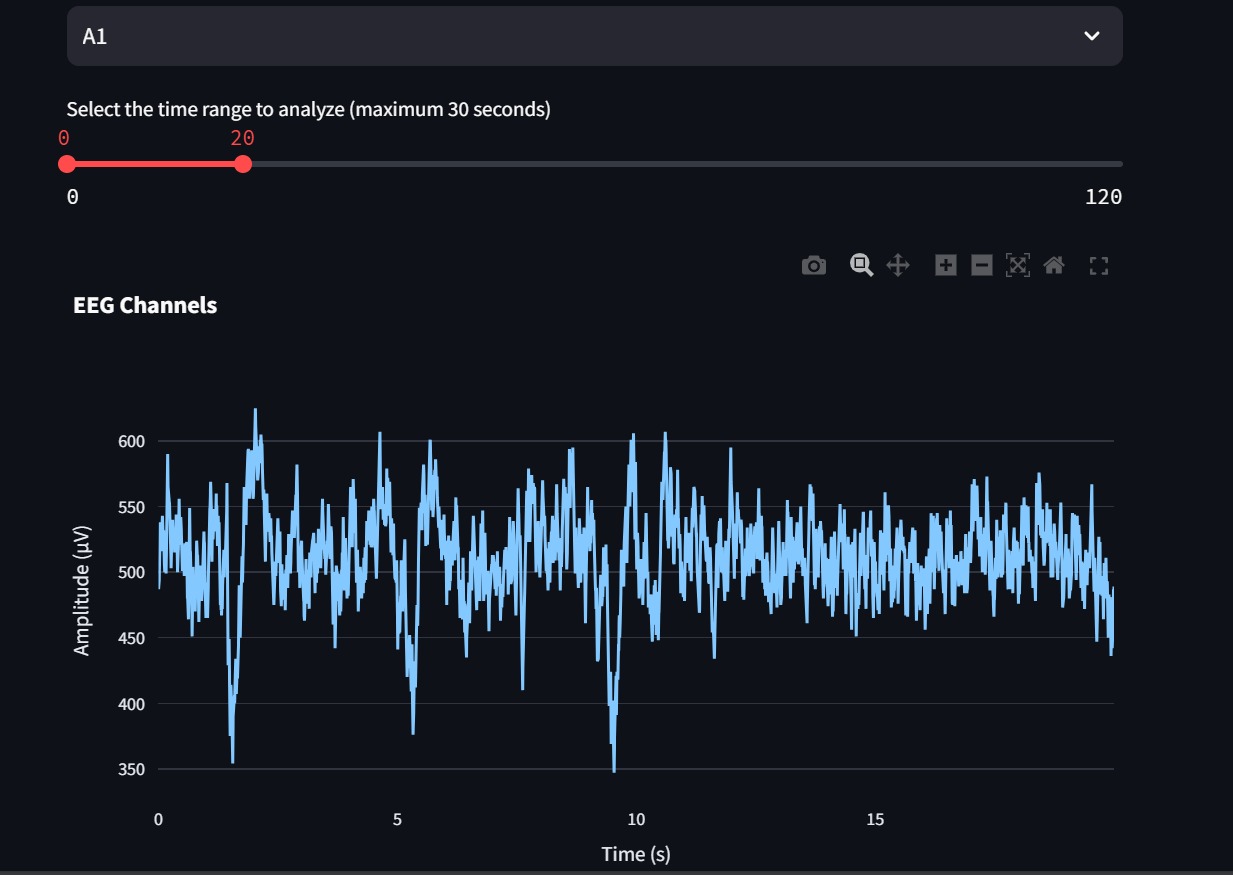 A1
Select the time range to analyze (maximum 30 seconds)
0 20
0 120
EEG Channels
600
550
500
450
400
350
Amplitude (µV)
0 5 10 15
Time (s)